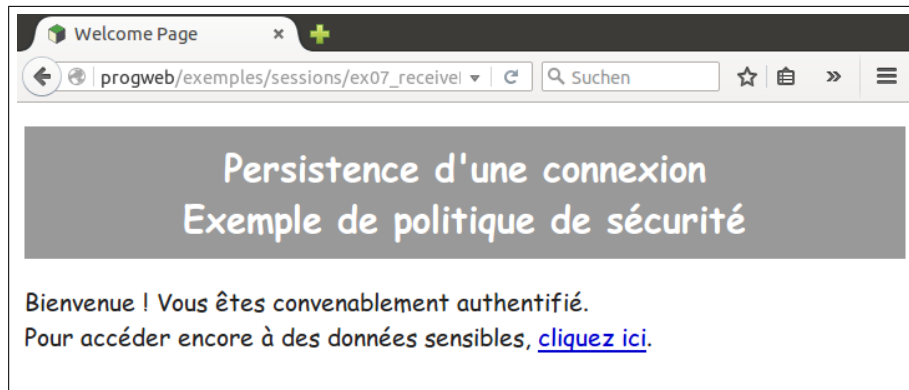 Welcome Page
progweb/exemples/sessions/ex07_receive
Suchen
Persistence d'une connexion
Exemple de politique de sécurité
Bienvenue ! Vous êtes convenablement authentifié.
Pour accéder encore à des données sensibles, cliquez ici.